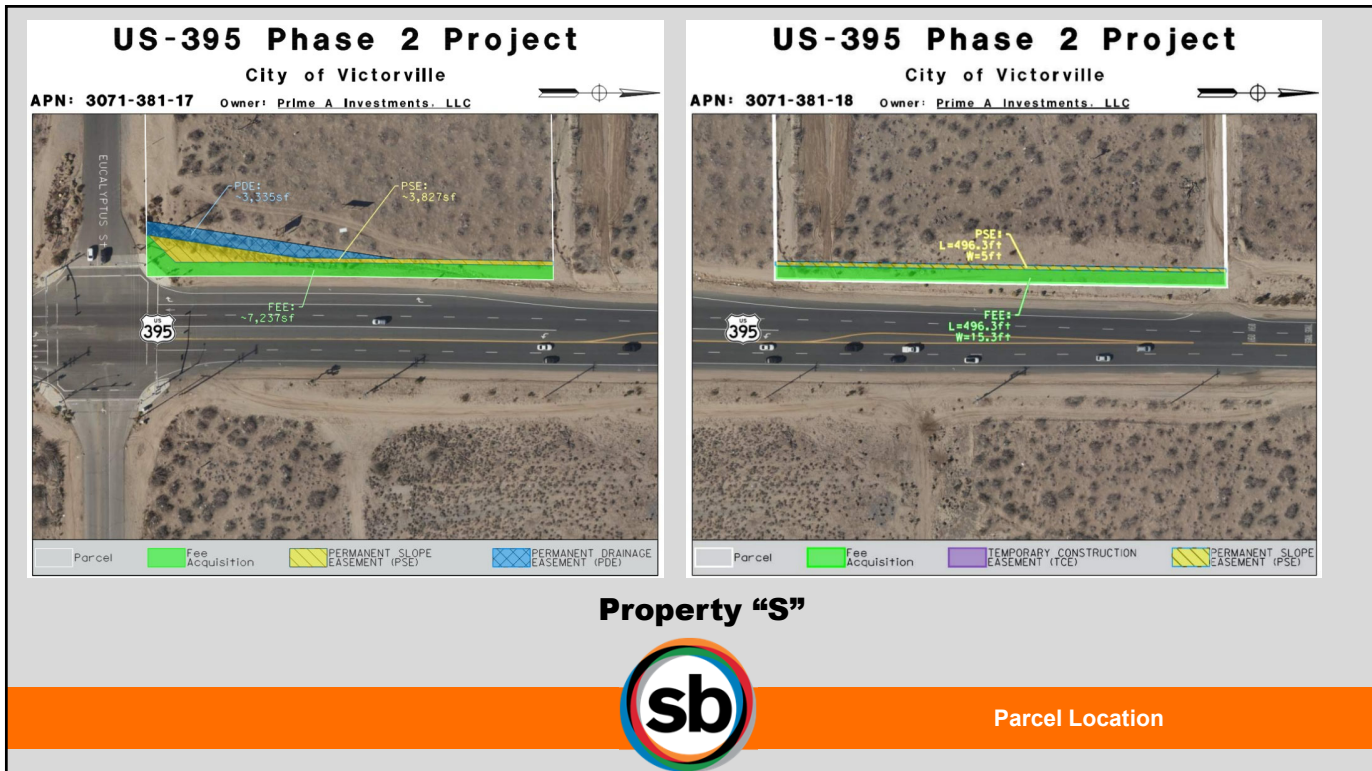 US-395 Phase 2 Project
City of Victorville
APN: 3071-381-17 Owner: Prime A Investments, LLC
EUCALYPTUS St
PDE:
~3,335sf
PSE:
~3,827sf
FEE:
~7,237sf
US
395
Parcel
Fee
Acquisition
PERMANENT SLOPE
EASEMENT (PSE)
PERMANENT DRAINAGE
EASEMENT (PDE)
US-395 Phase 2 Project
City of Victorville
APN: 3071-381-18 Owner: Prime A Investments, LLC
PSE:
L=496.3ft
W=5ft
FEE:
L=496.3ft
W=15.3ft
US
395
Parcel
Fee
Acquisition
TEMPORARY CONSTRUCTION
EASEMENT (TCE)
PERMANENT SLOPE
EASEMENT (PSE)
Property “S”
sb
Parcel Location